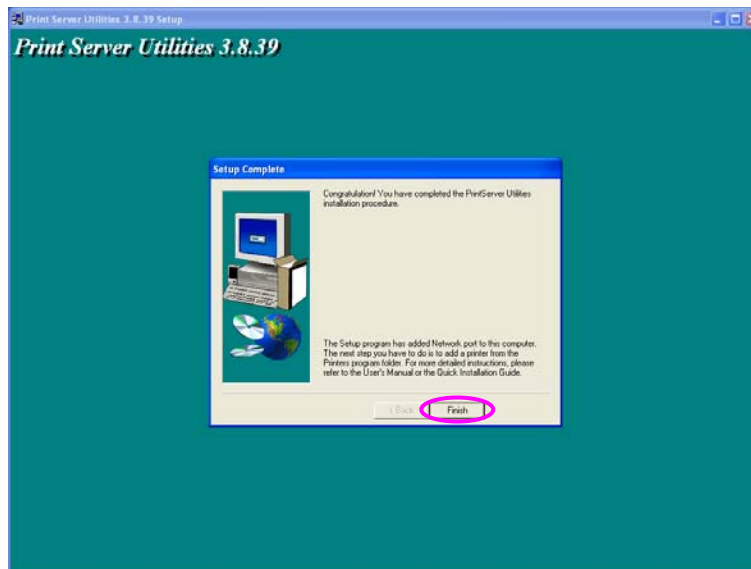 Print Server Utilities 3.8.39 Setup
Print Server Utilities 3.8.39
Setup Complete
Congratulation! You have completed the PrintServer Utilities
installation procedure.
The Setup program has added Network port to this computer.
The next step you have to do is to add a printer from the
Printers program folder. For more detailed instructions, please
refer to the User's Manual or the Quick Installation Guide.
< Back
Finish